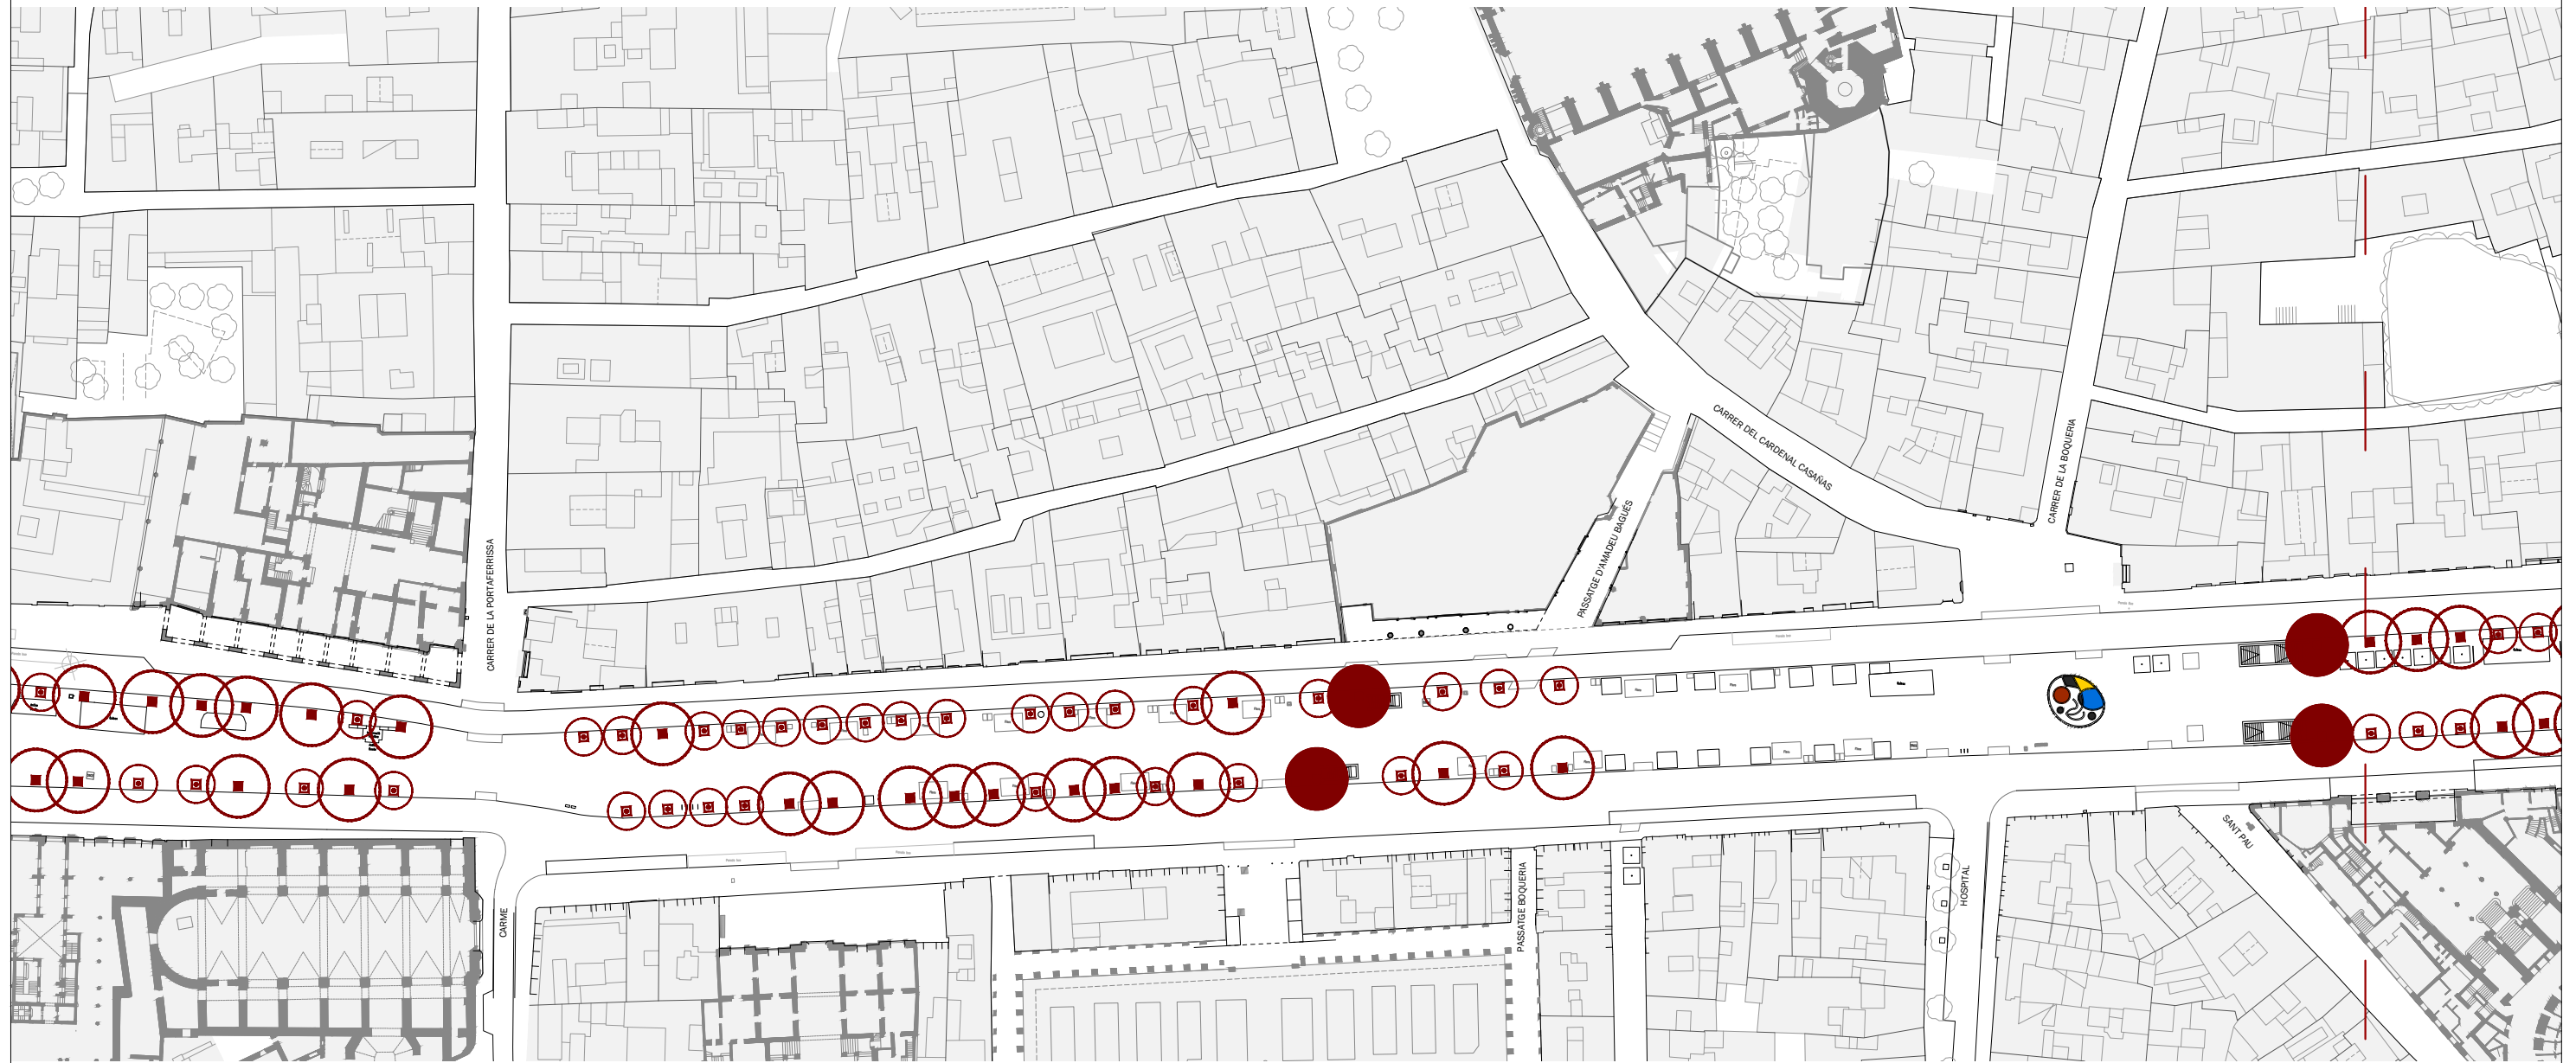 CARRER DEL CARDENAL CASAÑAS
CARRER DE LA BOQUERIA
PASSATGE D'AMADEU BAGUÉS
CARRER DE LA PORTAFERRISSA
SANT PAU
HOSPITAL
PASSATGE BOQUERIA
CARME